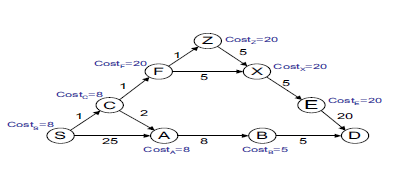 Z Cost_Z=20
1 5
Cost_F=20 F 5 X Cost_X=20
1 5
Cost_C=8 C E Cost_E=20
1 2 20
Cost_S=8 S 25 A 8 B 5 D
Cost_A=8 Cost_B=5